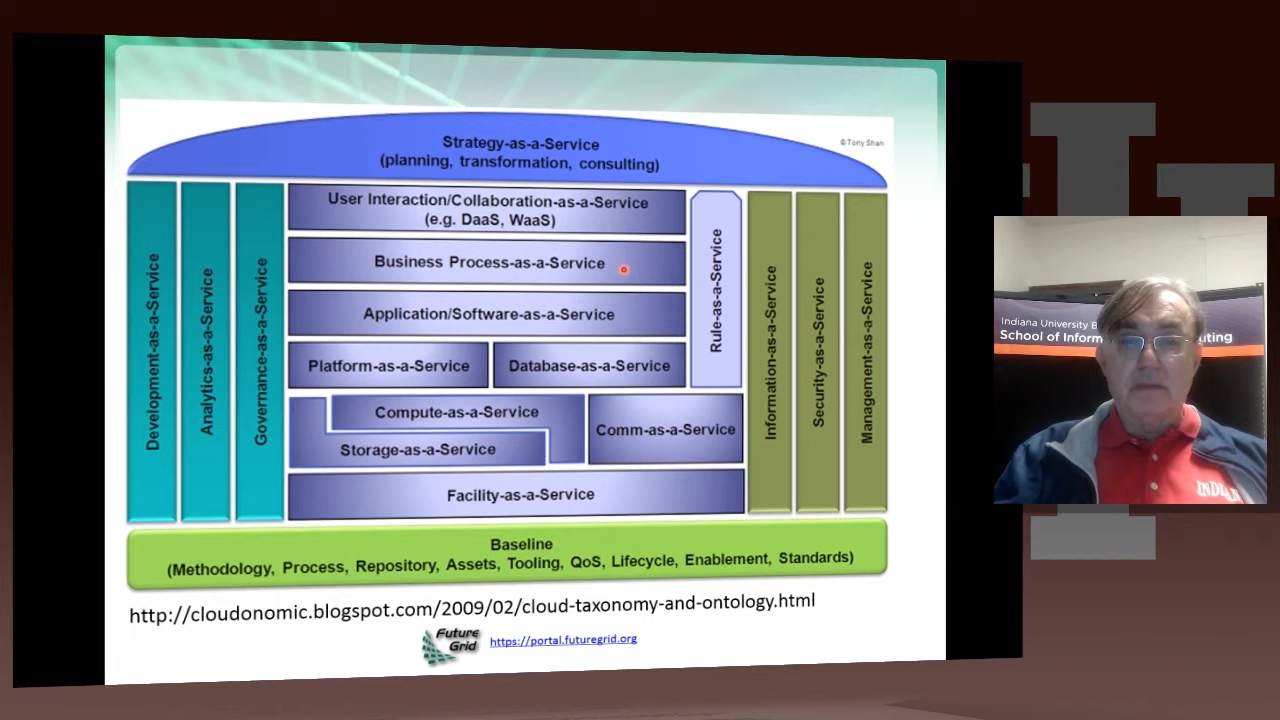 © Tony Shan
Strategy-as-a-Service
(planning, transformation, consulting)
Development-as-a-Service
Analytics-as-a-Service
Governance-as-a-Service
User Interaction/Collaboration-as-a-Service
(e.g. DaaS, WaaS)
Business Process-as-a-Service
Application/Software-as-a-Service
Platform-as-a-Service
Database-as-a-Service
Rule-as-a-Service
Compute-as-a-Service
Storage-as-a-Service
Comm-as-a-Service
Facility-as-a-Service
Information-as-a-Service
Security-as-a-Service
Management-as-a-Service
Baseline
(Methodology, Process, Repository, Assets, Tooling, QoS, Lifecycle, Enablement, Standards)
http://cloudonomic.blogspot.com/2009/02/cloud-taxonomy-and-ontology.html
Future
Grid
https://portal.futuregrid.org
Indiana University B
School of Inform uting
INDIAN